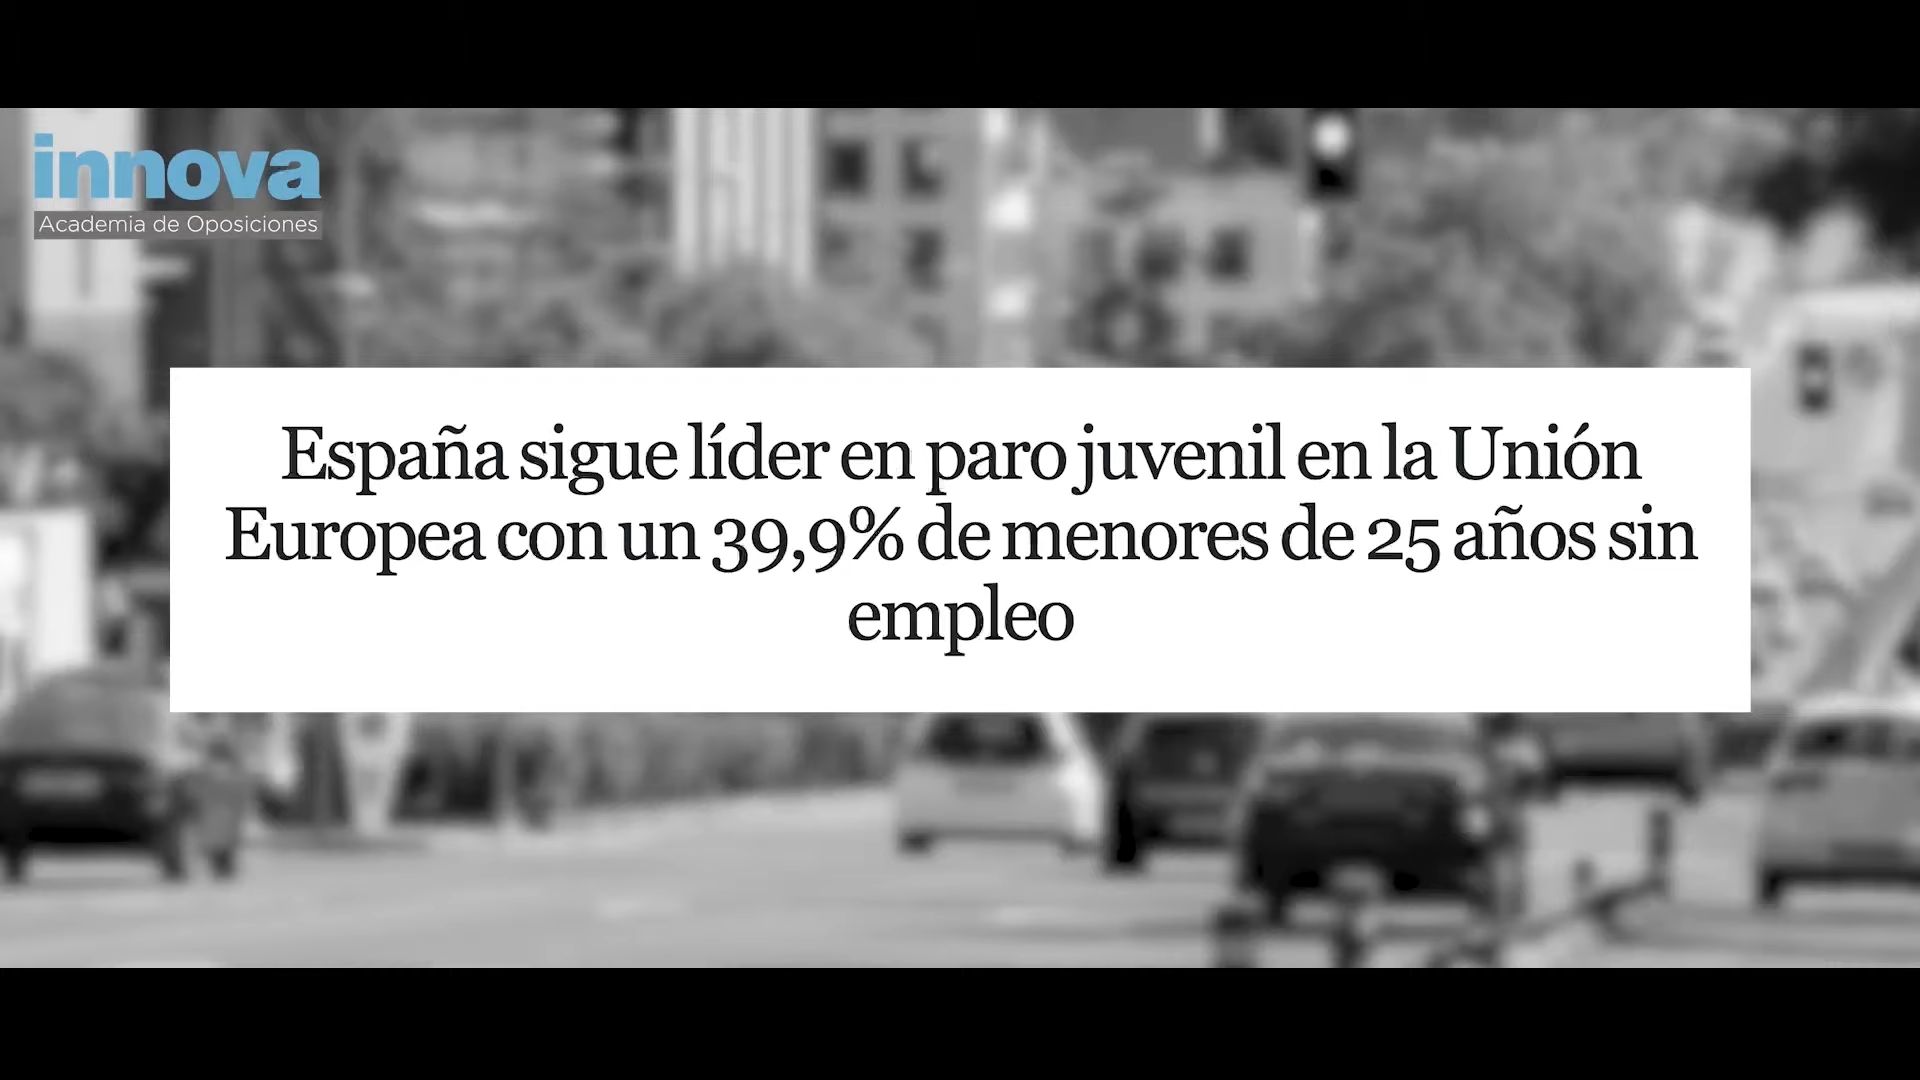 innova
Academia de Oposiciones
España sigue líder en paro juvenil en la Unión
Europea con un 39,9% de menores de 25 años sin
empleo